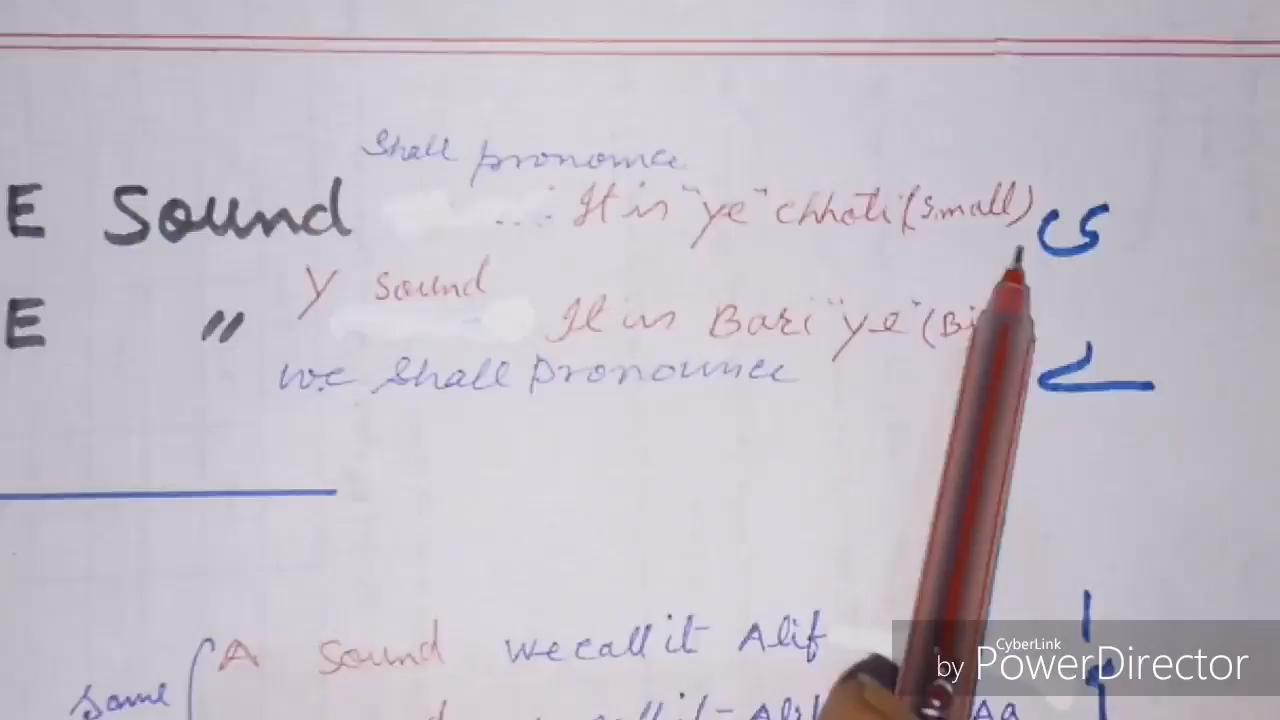 Shall pronounce
E Sound ... It is "ye" chhoti (Small) ی
Y Sound
E " It is Bari "ye" (Bi ے
we shall pronounce
A Sound we call it Alif ا
Same
CyberLink
by PowerDirector